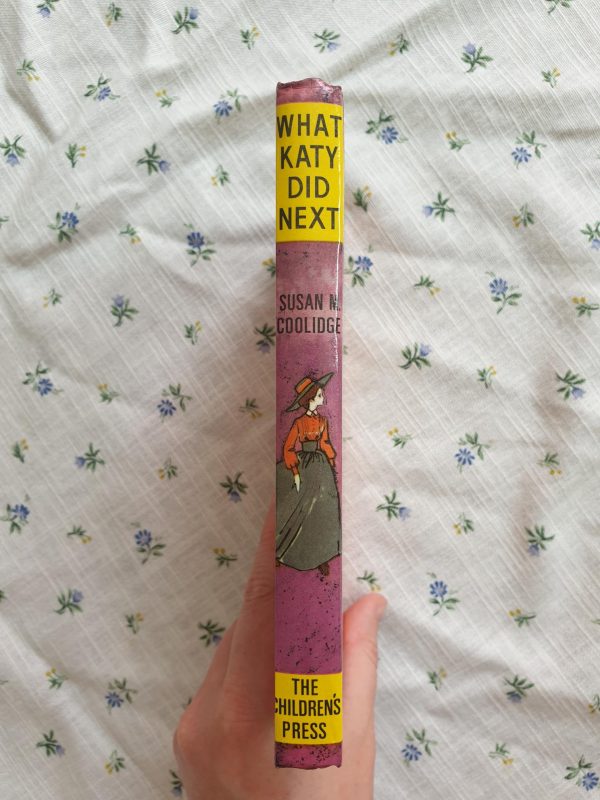 WHAT
KATY
DID
NEXT
SUSAN M.
COOLIDGE
THE
CHILDREN'S
PRESS